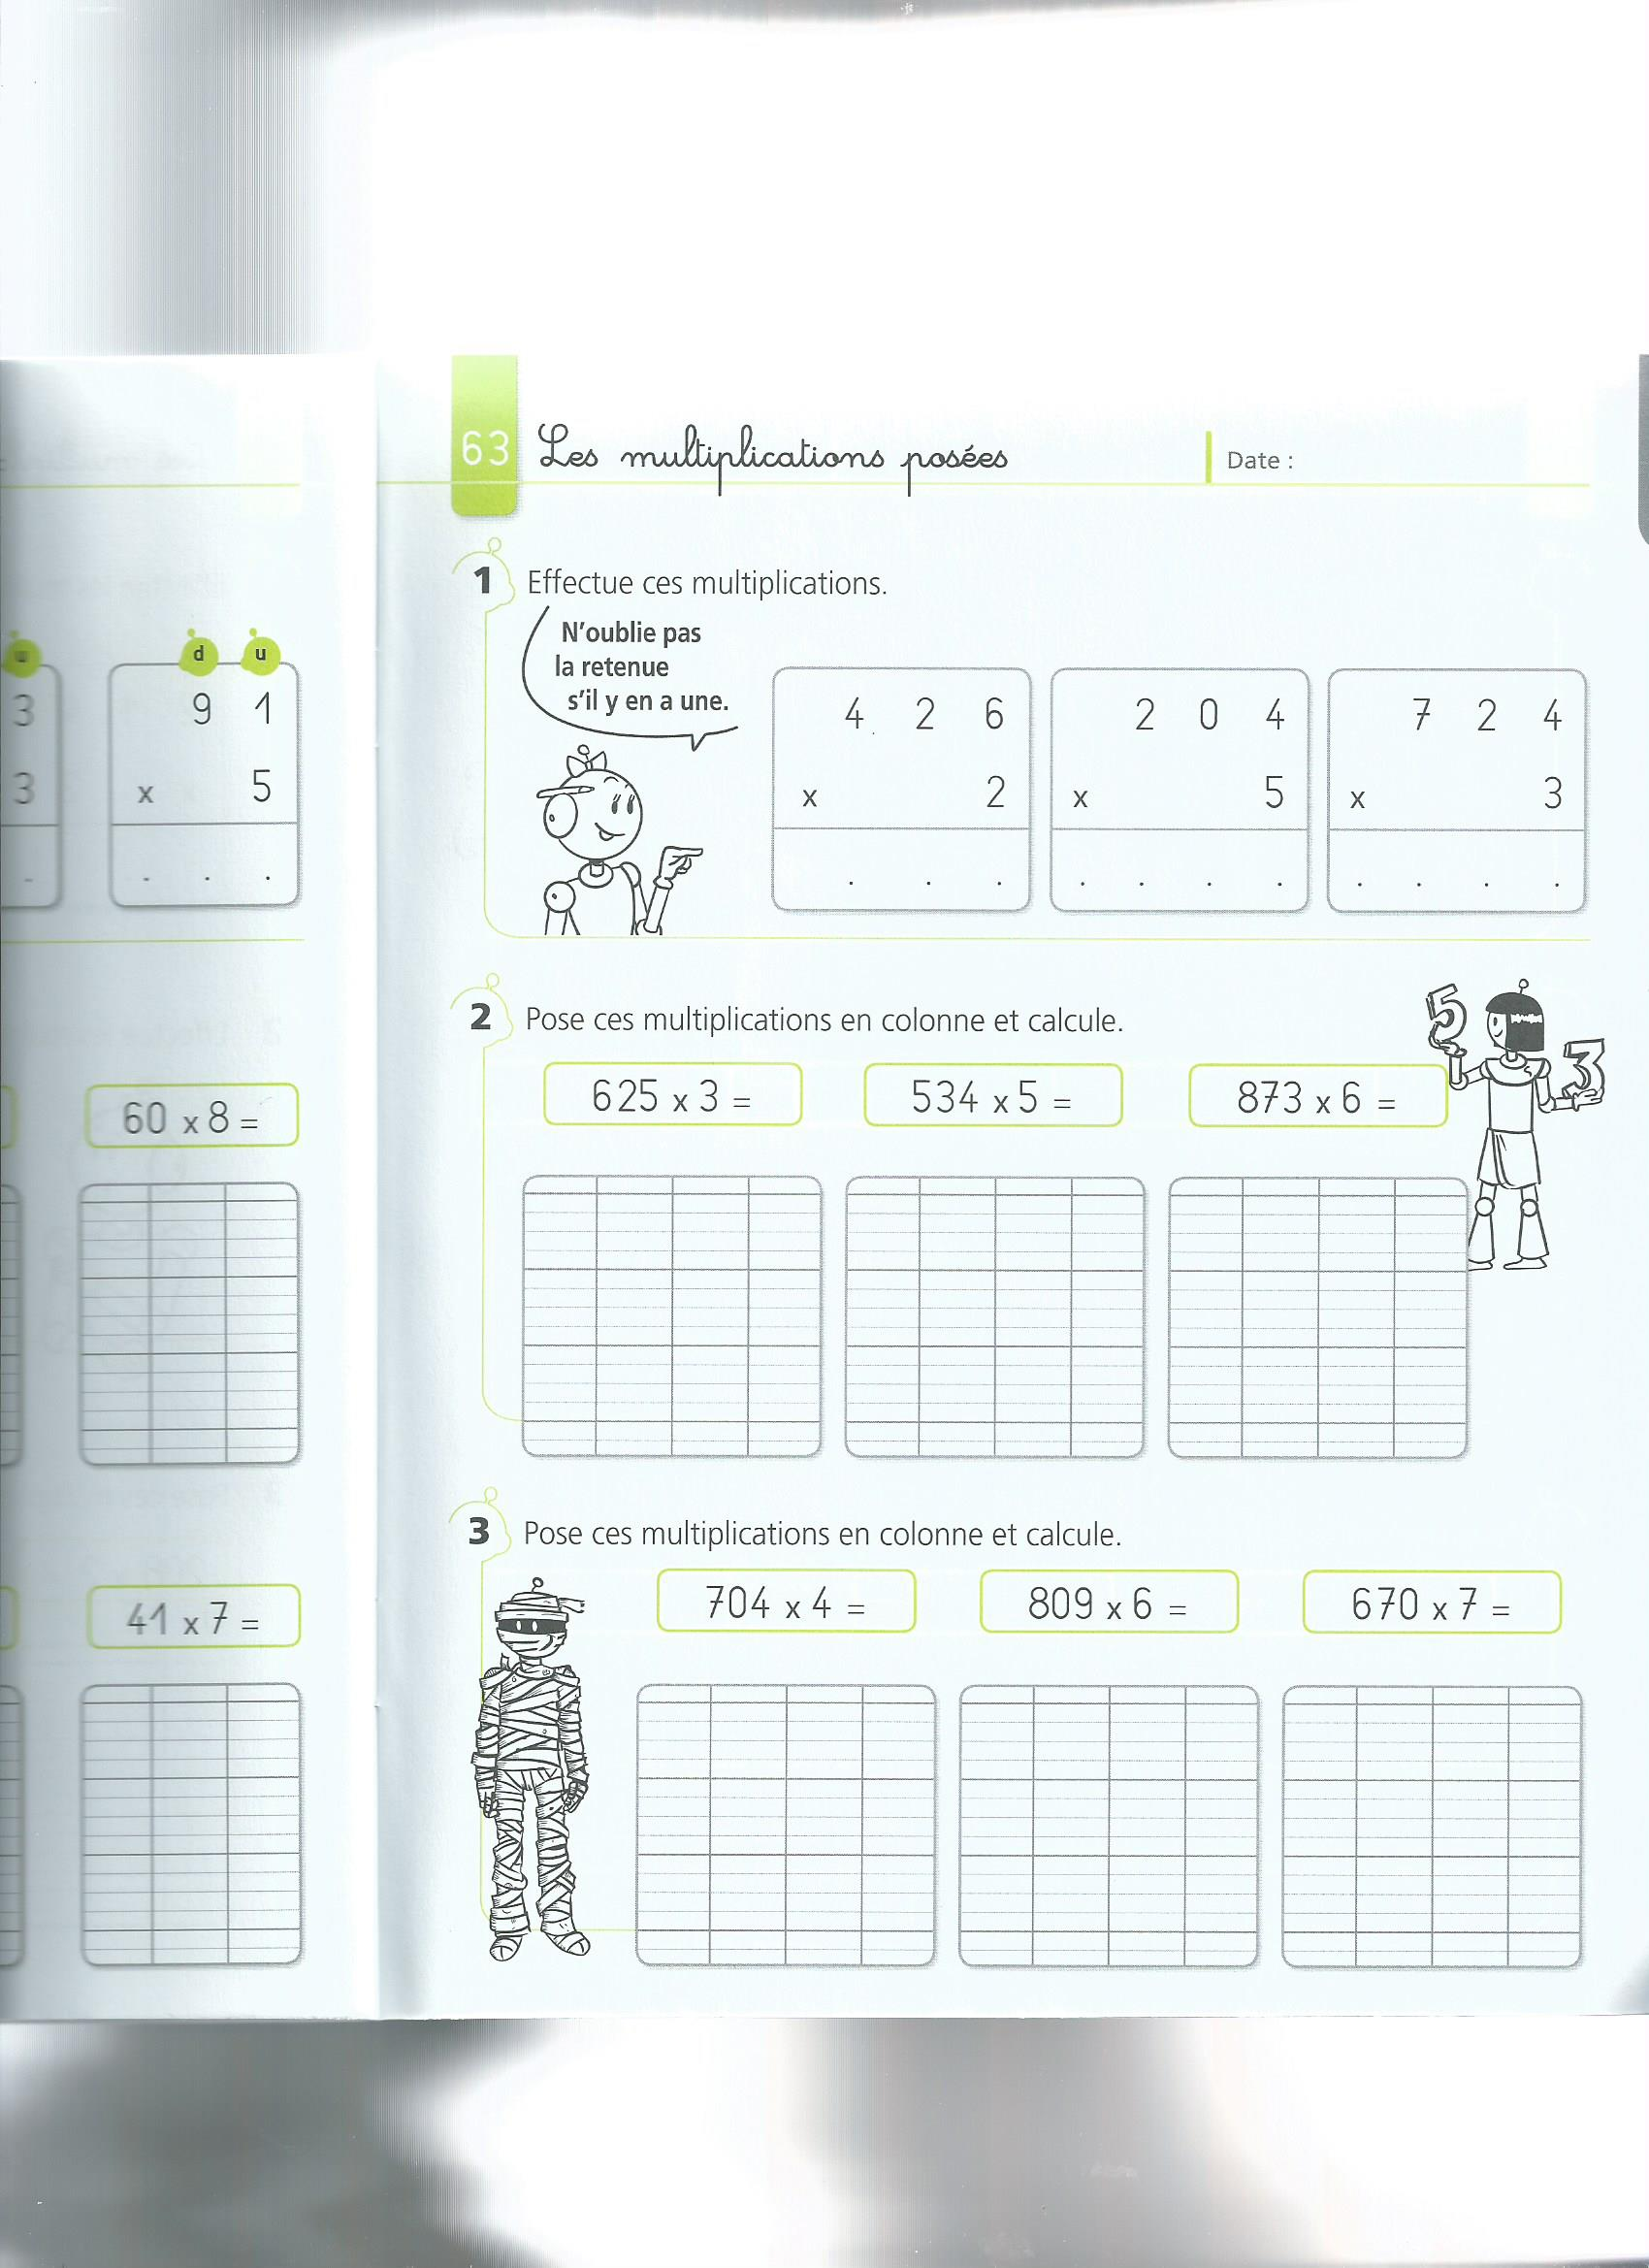 63 Les multiplications posées
Date :
1 Effectue ces multiplications.
N'oublie pas
la retenue
s'il y en a une.
4 2 6
x 2
. . .
2 0 4
x 5
. . . .
7 2 4
x 3
. . . .
2 Pose ces multiplications en colonne et calcule.
625 x 3 =
534 x 5 =
873 x 6 =
5
3
3 Pose ces multiplications en colonne et calcule.
704 x 4 =
809 x 6 =
670 x 7 =
u
3
3
.
d u
9 1
x 5
. . .
60 x 8 =
41 x 7 =